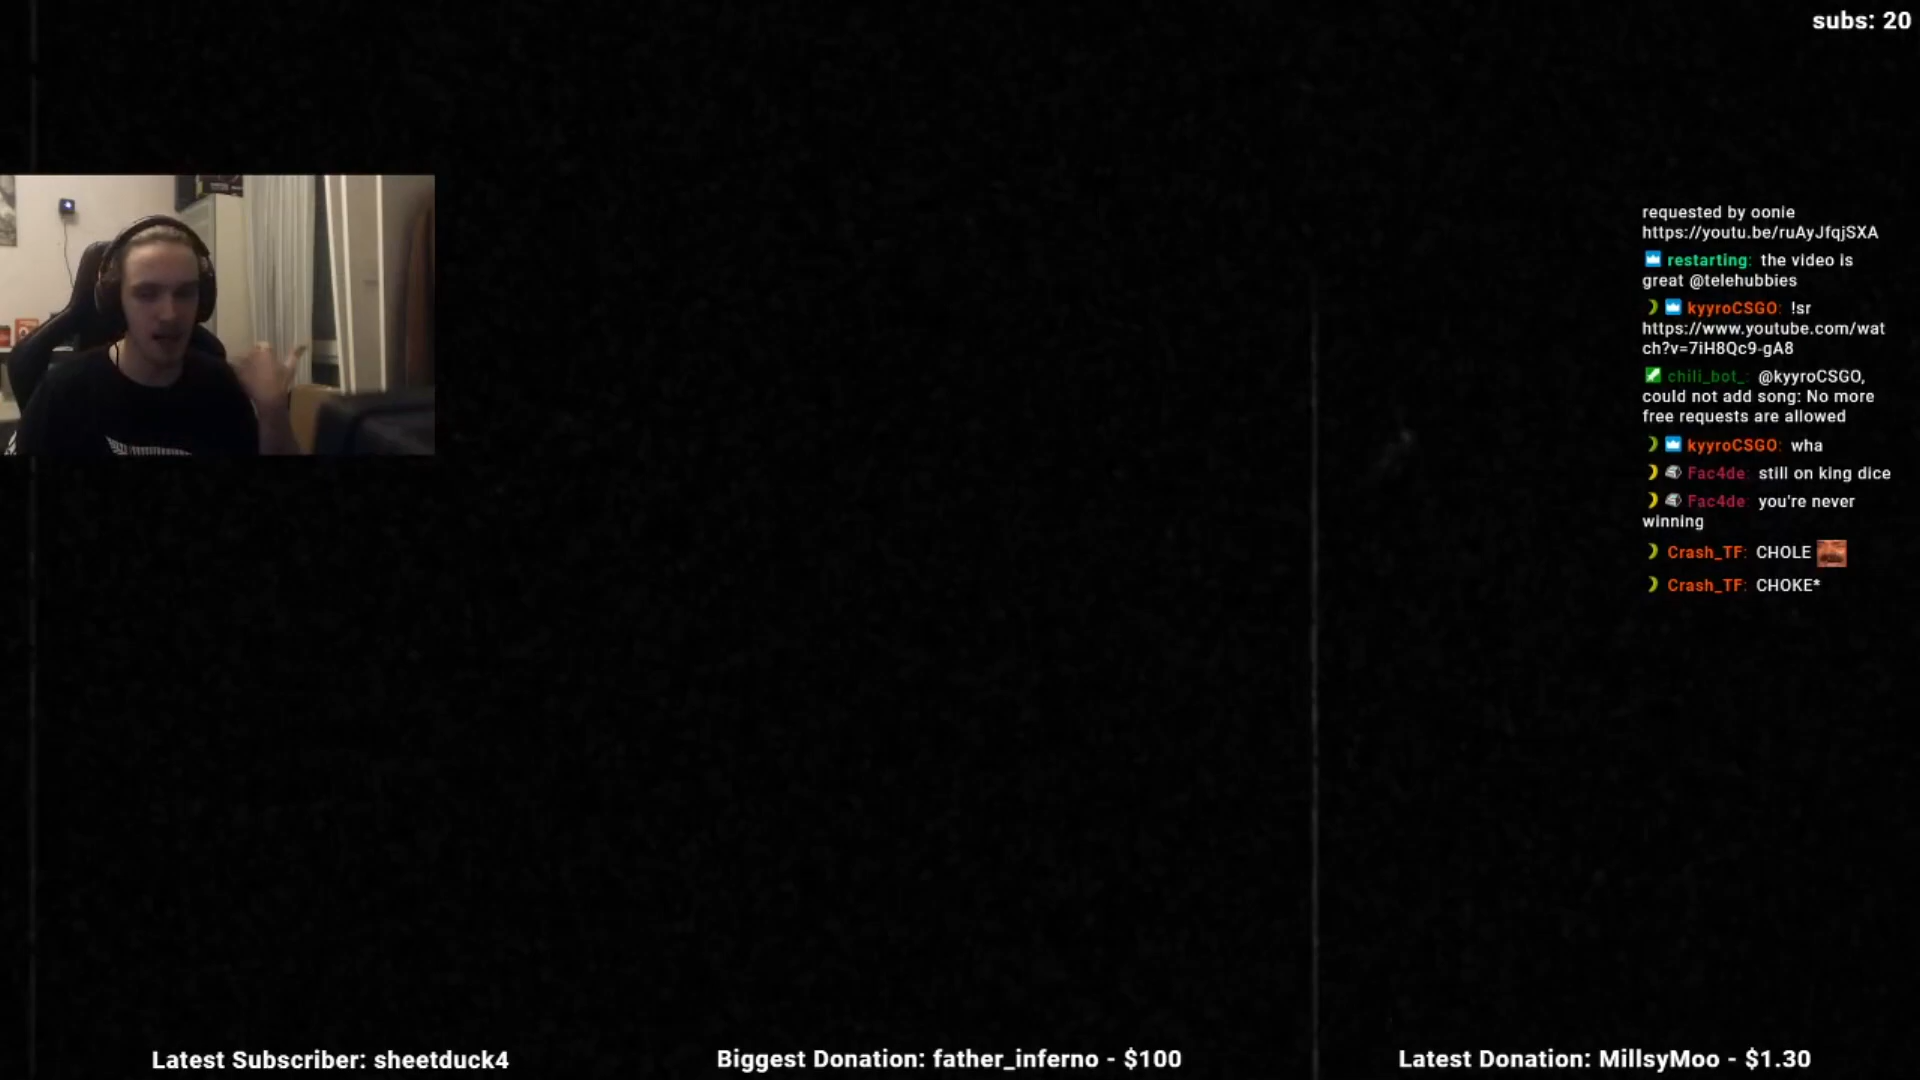 subs: 20
requested by oonie
https://youtu.be/ruAyJfqjSXA
restarting: the video is
great @telehubbies
kyyroCSGO: !sr
https://www.youtube.com/wat
ch?v=7iH8Qc9-gA8
chili_bot_: @kyyroCSGO,
could not add song: No more
free requests are allowed
kyyroCSGO: wha
Fac4de: still on king dice
Fac4de: you're never
winning
Crash_TF: CHOLE
Crash_TF: CHOKE*
Latest Subscriber: sheetduck4
Biggest Donation: father_inferno - $100
Latest Donation: MillsyMoo - $1.30